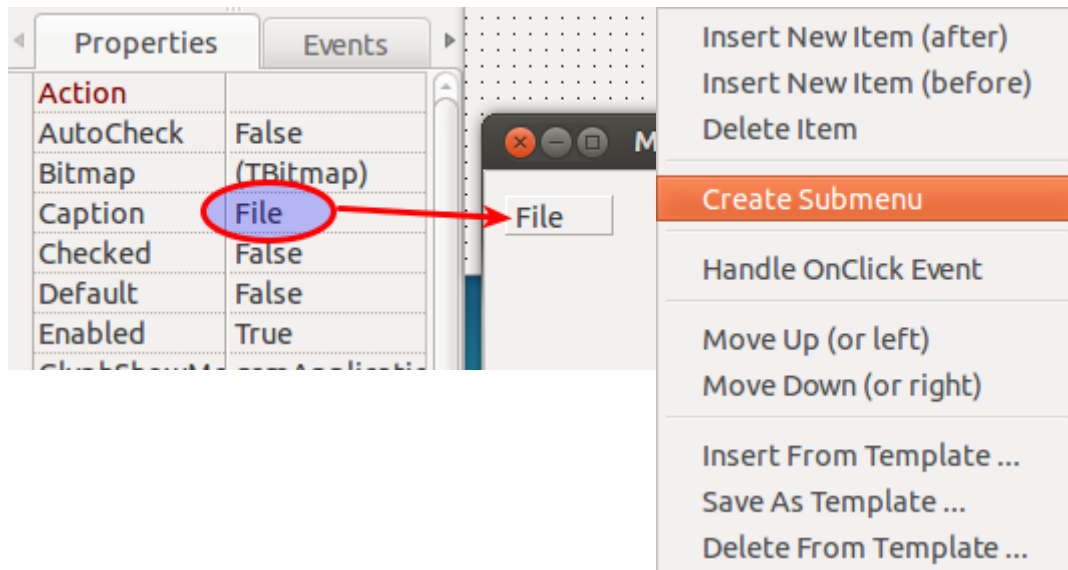 Properties
Events
Action
AutoCheck False
Bitmap (TBitmap)
Caption File
Checked False
Default False
Enabled True
M
File
Insert New Item (after)
Insert New Item (before)
Delete Item
Create Submenu
Handle OnClick Event
Move Up (or left)
Move Down (or right)
Insert From Template ...
Save As Template ...
Delete From Template ...